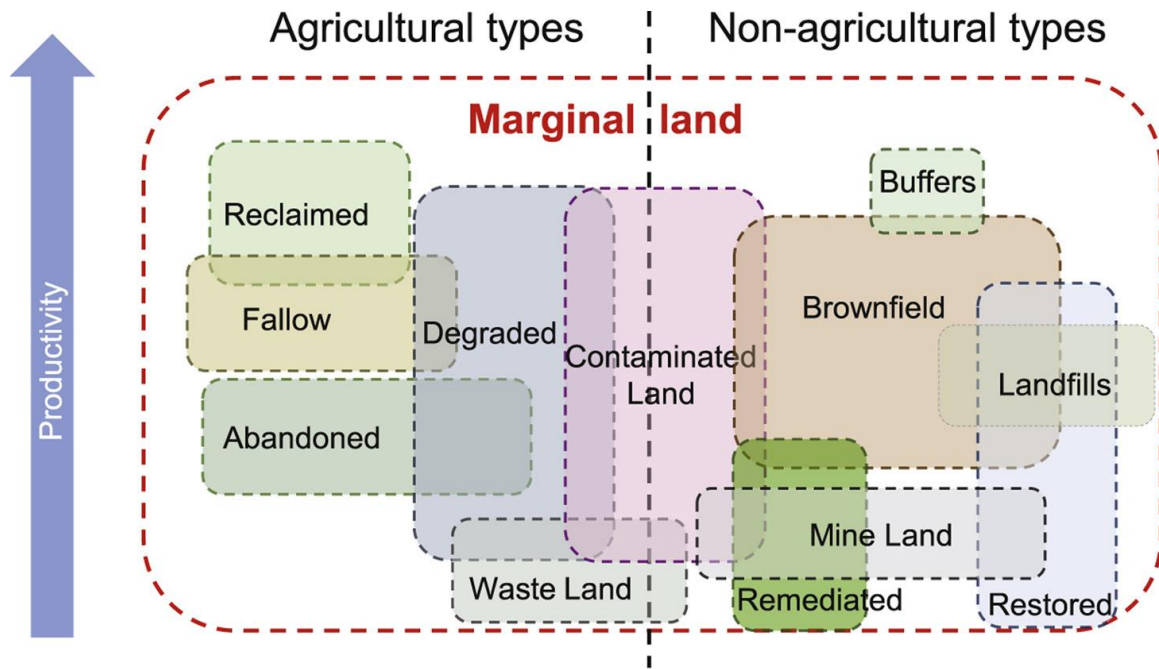 Agricultural types
Non-agricultural types
Marginal land
Productivity
Reclaimed
Fallow
Abandoned
Degraded
Waste Land
Contaminated
Land
Buffers
Brownfield
Landfills
Mine Land
Remediated
Restored